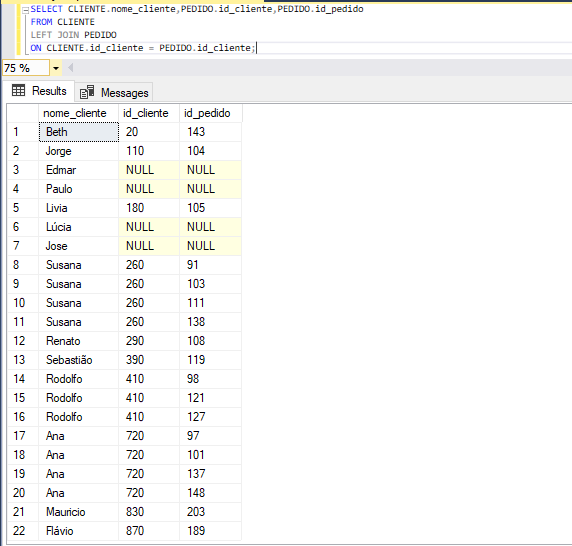 SELECT CLIENTE.nome_cliente,PEDIDO.id_cliente,PEDIDO.id_pedido
FROM CLIENTE
LEFT JOIN PEDIDO
ON CLIENTE.id_cliente = PEDIDO.id_cliente;
75 %
Results Messages
nome_cliente id_cliente id_pedido
1 Beth 20 143
2 Jorge 110 104
3 Edmar NULL NULL
4 Paulo NULL NULL
5 Livia 180 105
6 Lúcia NULL NULL
7 Jose NULL NULL
8 Susana 260 91
9 Susana 260 103
10 Susana 260 111
11 Susana 260 138
12 Renato 290 108
13 Sebastião 390 119
14 Rodolfo 410 98
15 Rodolfo 410 121
16 Rodolfo 410 127
17 Ana 720 97
18 Ana 720 101
19 Ana 720 137
20 Ana 720 148
21 Mauricio 830 203
22 Flávio 870 189